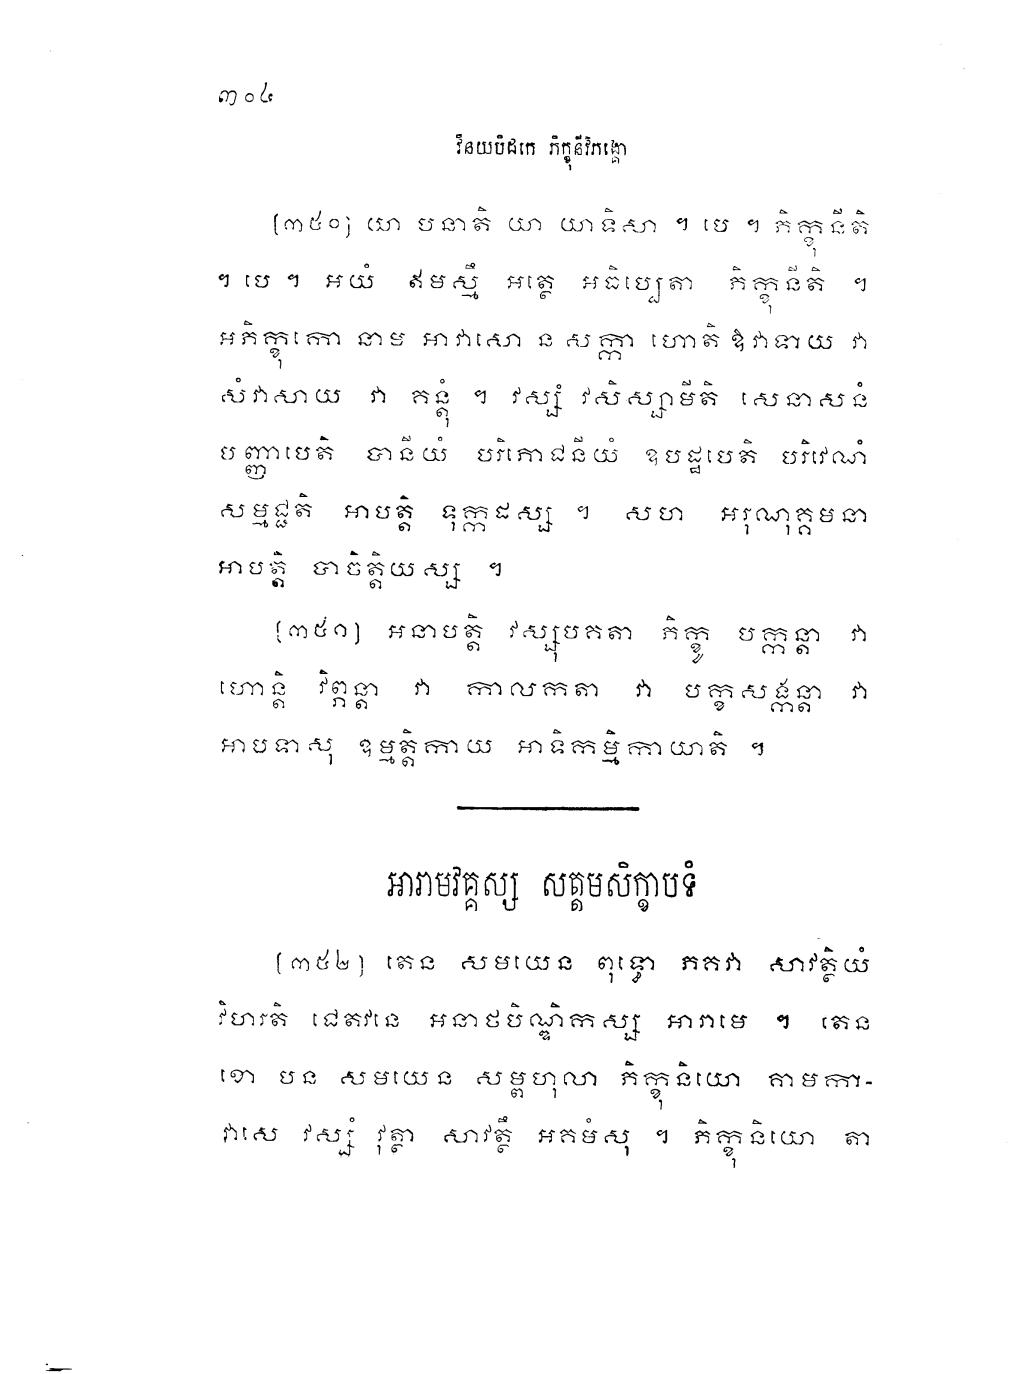 ៣០៤
វិនយបិដកេ ភិក្ខុនីវិភង្គោ
[៣៥០] យា បនាតិ យា យាទិសា ។ បេ ។ ភិក្ខុនីតិ
។ បេ ។ អយំ ឥមស្មឹ អត្ថេ អធិប្បេតា ភិក្ខុនីតិ ។
អភិក្ខុកោ នាម អាវាសោ ន សក្កា ហោតិ ឱវាទាយ វា
សំវាសាយ វា គន្តុំ ។ វស្សំ វសិស្សាមីតិ សេនាសនំ
បញ្ញាបេតិ បានីយំ បរិភោជនីយំ ឧបដ្ឋបេតិ បរិវេណំ
សម្មជ្ជតិ អាបត្តិ ទុក្កដស្ស ។ សហ អរុណុគ្គមនា
អាបត្តិ បាចិត្តិយស្ស ។
[៣៥១] អនាបត្តិ វស្សុបគតា ភិក្ខូ បក្កន្តា វា
ហោន្តិ វិព្ភន្តា វា កាលកតា វា បក្ខសង្កន្តា វា
អាបទាសុ ឧម្មត្តិកាយ អាទិកម្មិកាយាតិ ។
អារាមវគ្គស្ស សត្តមសិក្ខាបទំ
[៣៥២] តេន សមយេន ពុទ្ធោ ភគវា សាវត្ថិយំ
វិហរតិ ជេតវនេ អនាថបិណ្ឌិកស្ស អារាមេ ។ តេន
ខោ បន សមយេន សម្ពហុលា ភិក្ខុនិយោ គាមកា-
វាសេ វស្សំ វុត្ថា សាវត្ថឹ អគមំសុ ។ ភិក្ខុនិយោ តា